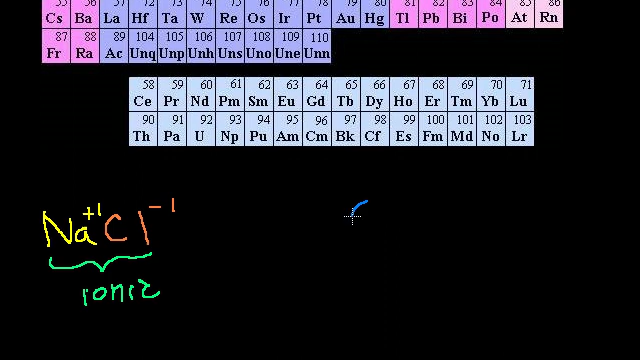 55 56 57 72 73 74 75 76 77 78 79 80 81 82 83 84 85 86
Cs Ba La Hf Ta W Re Os Ir Pt Au Hg Tl Pb Bi Po At Rn
87 88 89 104 105 106 107 108 109 110
Fr Ra Ac Unq Unp Unh Uns Uno Une Unn
58 59 60 61 62 63 64 65 66 67 68 69 70 71
Ce Pr Nd Pm Sm Eu Gd Tb Dy Ho Er Tm Yb Lu
90 91 92 93 94 95 96 97 98 99 100 101 102 103
Th Pa U Np Pu Am Cm Bk Cf Es Fm Md No Lr
Na+1Cl-1
ionic